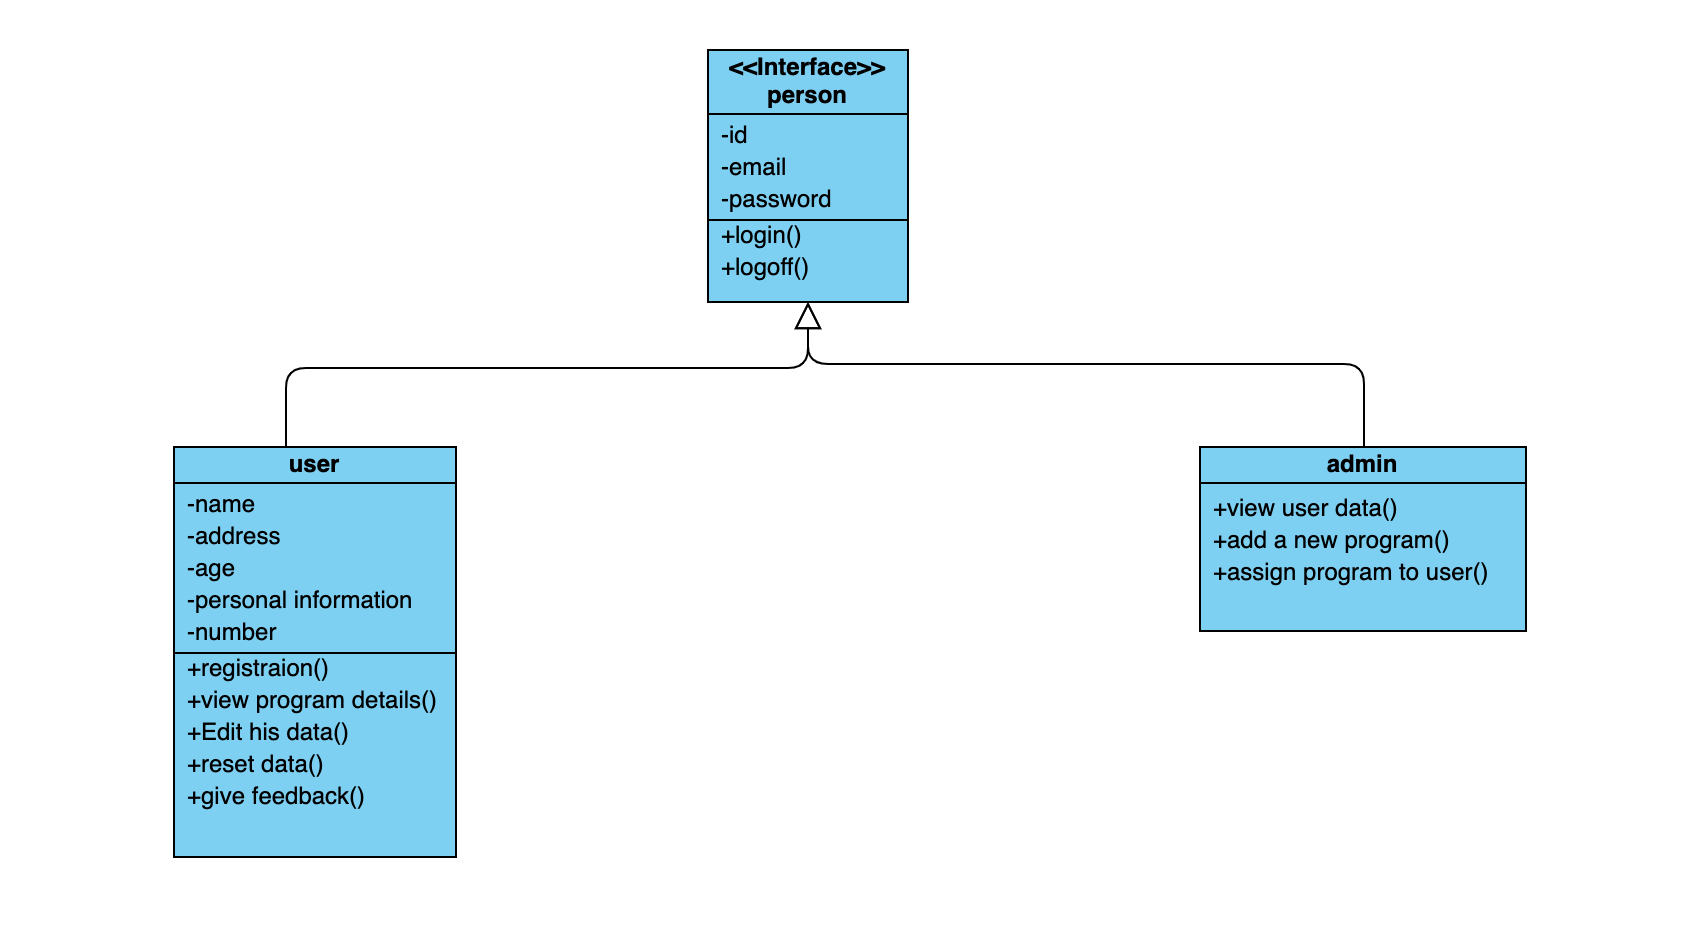 <<Interface>>
person
-id
-email
-password
+login()
+logoff()
user
-name
-address
-age
-personal information
-number
+registraion()
+view program details()
+Edit his data()
+reset data()
+give feedback()
admin
+view user data()
+add a new program()
+assign program to user()